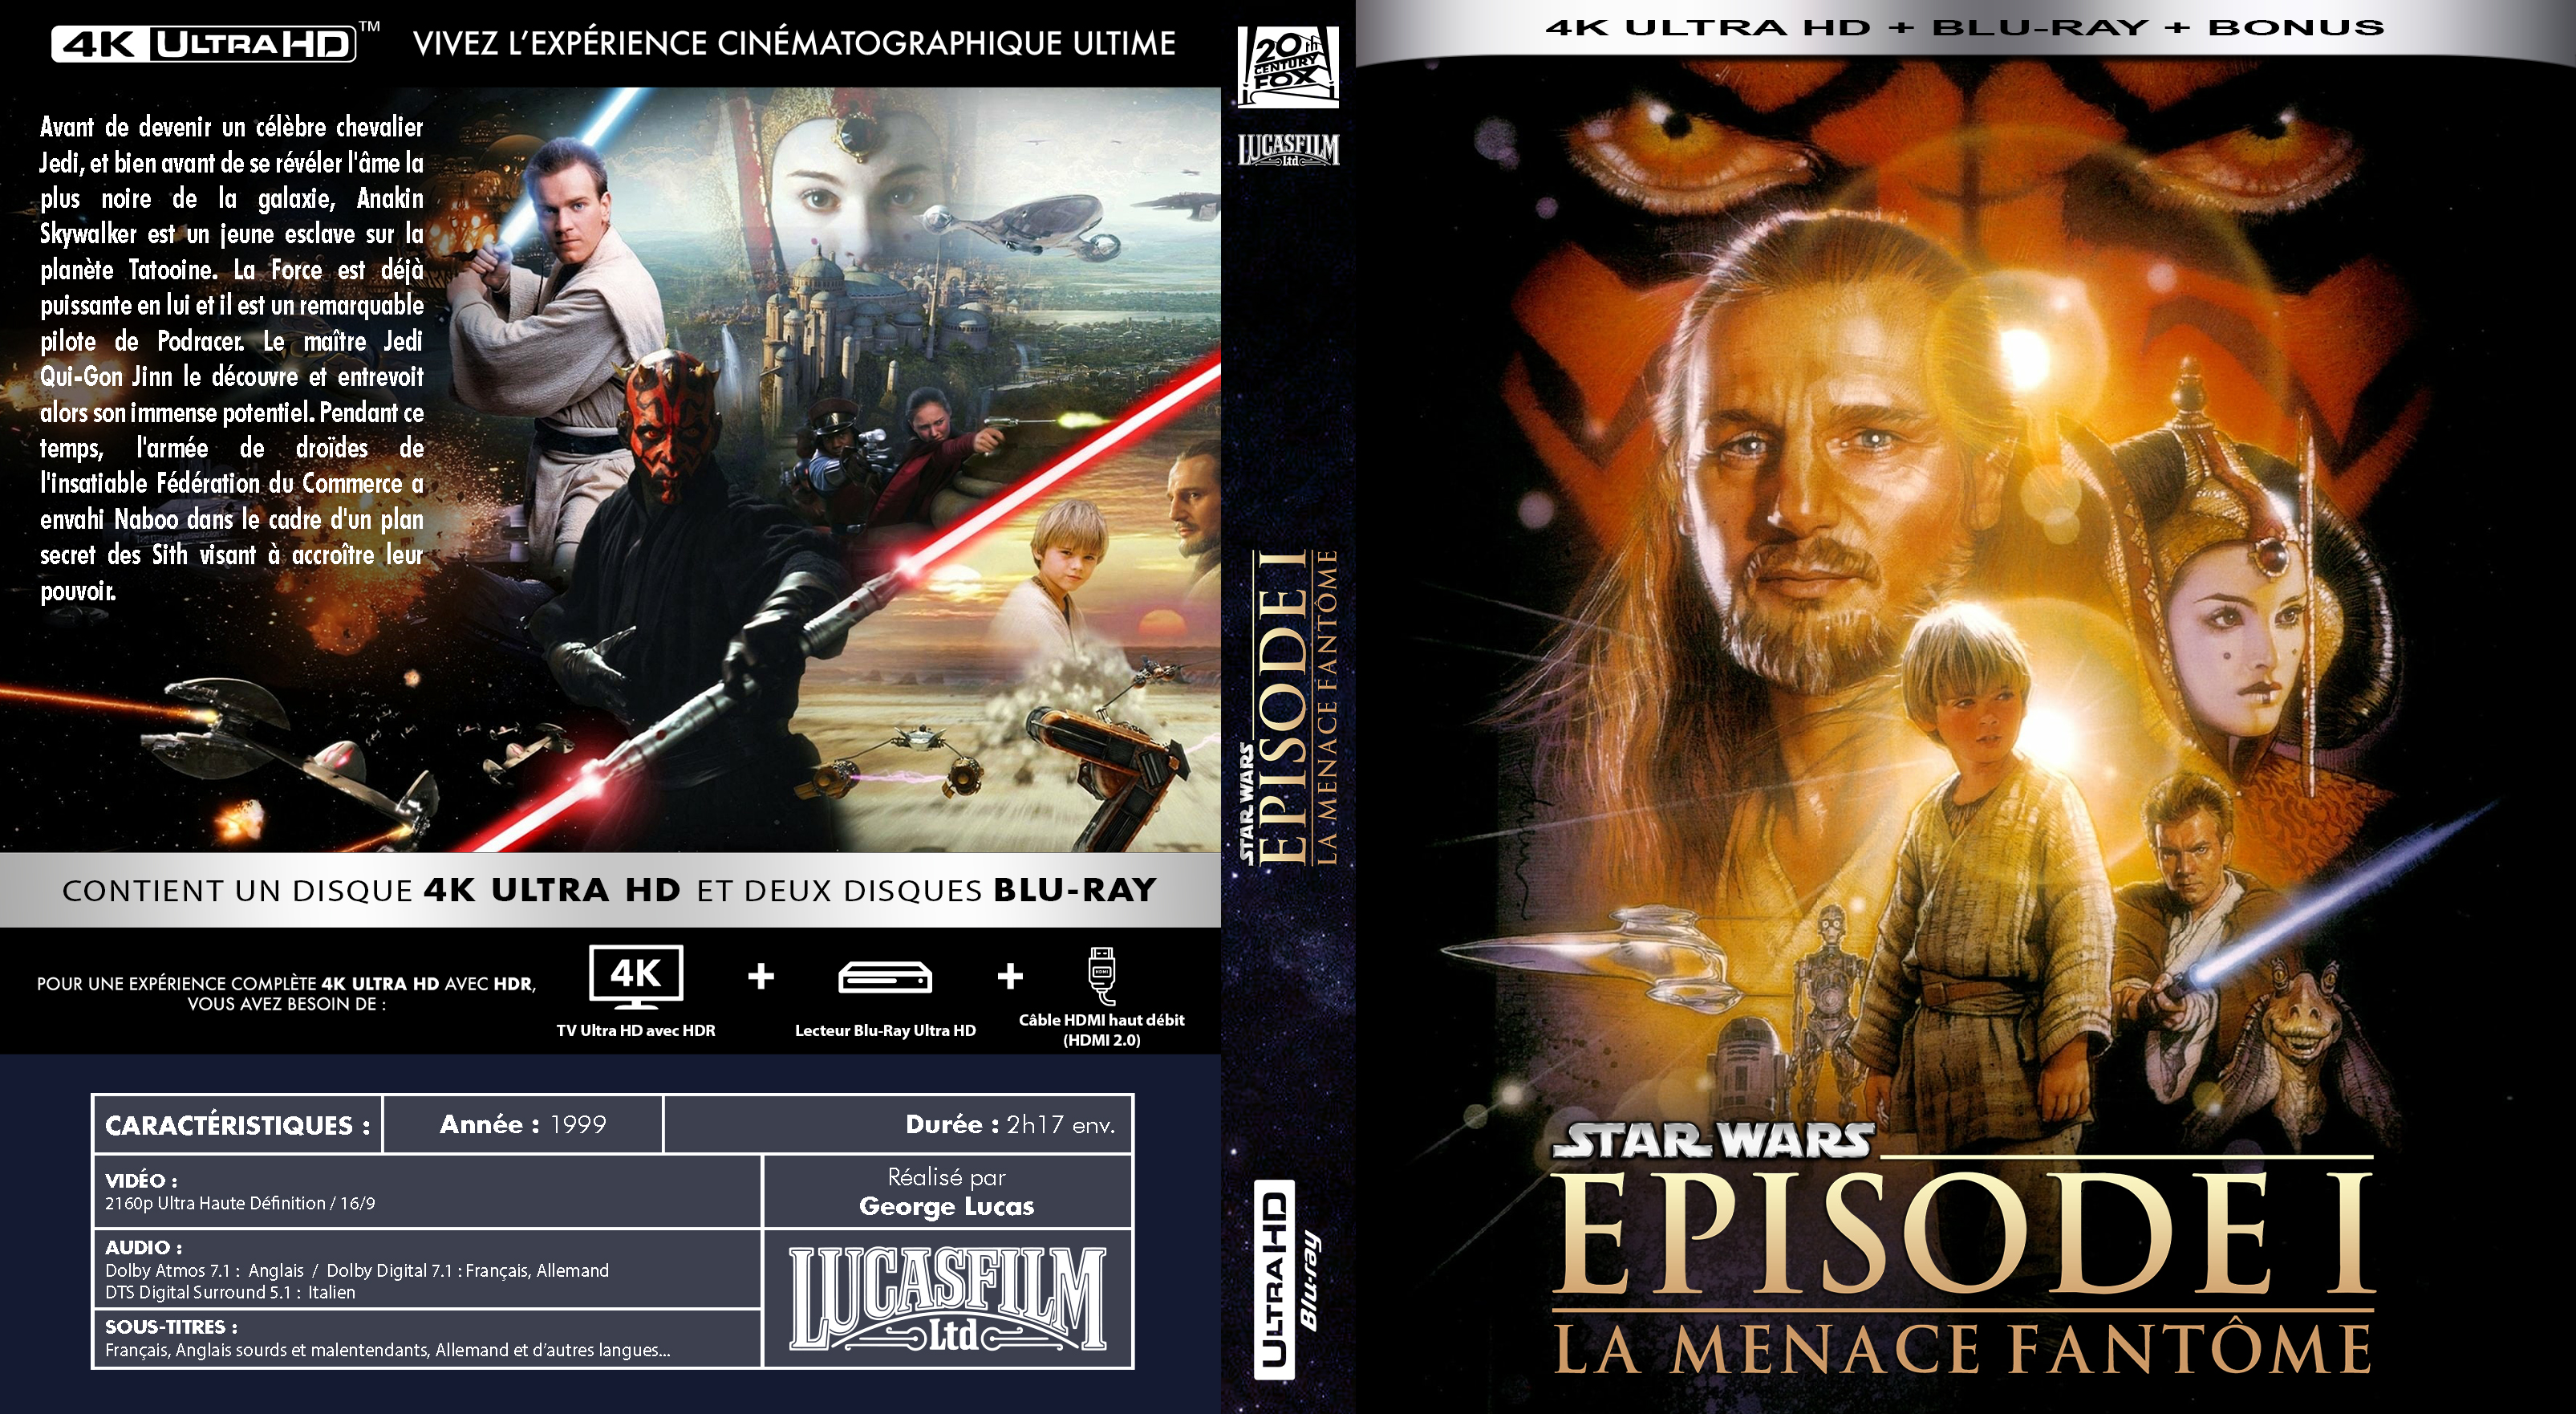 4K ULTRA HD™
VIVEZ L'EXPÉRIENCE CINÉMATOGRAPHIQUE ULTIME
Avant de devenir un célèbre chevalier
Jedi, et bien avant de se révéler l'âme la
plus noire de la galaxie, Anakin
Skywalker est un jeune esclave sur la
planète Tatooine. La Force est déjà
puissante en lui et il est un remarquable
pilote de Podracer. Le maître Jedi
Qui-Gon Jinn le découvre et entrevoit
alors son immense potentiel. Pendant ce
temps, l'armée de droïdes de
l'insatiable Fédération du Commerce a
envahi Naboo dans le cadre d'un plan
secret des Sith visant à accroître leur
pouvoir.
CONTIENT UN DISQUE 4K ULTRA HD ET DEUX DISQUES BLU-RAY
POUR UNE EXPÉRIENCE COMPLÈTE 4K ULTRA HD AVEC HDR,
VOUS AVEZ BESOIN DE :
4K
+
+
HDMI
TV Ultra HD avec HDR
Lecteur Blu-Ray Ultra HD
Câble HDMI haut débit
(HDMI 2.0)
CARACTÉRISTIQUES :
Année : 1999
Durée : 2h17 env.
VIDÉO :
2160p Ultra Haute Définition / 16/9
Réalisé par
George Lucas
AUDIO :
Dolby Atmos 7.1 : Anglais / Dolby Digital 7.1 : Français, Allemand
DTS Digital Surround 5.1 : Italien
SOUS-TITRES :
Français, Anglais sourds et malentendants, Allemand et d'autres langues...
LUCASFILM
Ltd
20th
CENTURY
FOX
LUCASFILM
Ltd
STAR WARS
EPISODE I
LA MENACE FANTÔME
ULTRA HD
Blu-ray
4K ULTRA HD + BLU-RAY + BONUS
STAR WARS
EPISODE I
LA MENACE FANTÔME